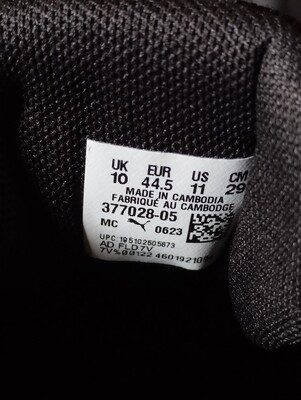 UK EUR US CM
10 44.5 11 29
MADE IN CAMBODIA
FABRIQUÉ AU CAMBODGE
377028-05
MC 0623
UPC: 195102505673
AD FLD7V